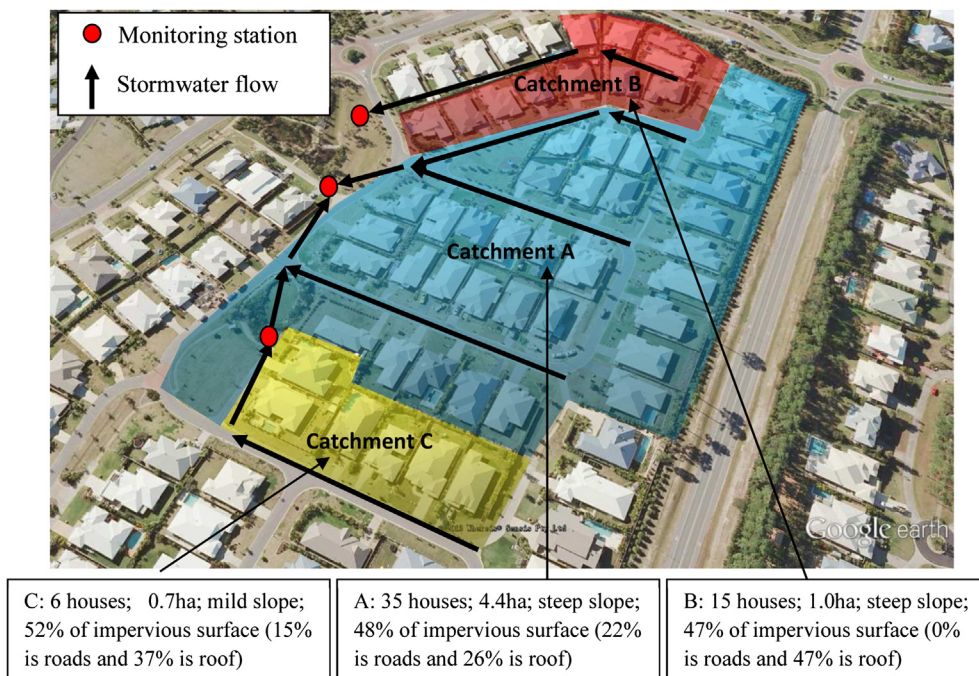 Monitoring station
Stormwater flow
Catchment B
Catchment A
Catchment C
Google earth
C: 6 houses; 0.7ha; mild slope;
52% of impervious surface (15%
is roads and 37% is roof)
A: 35 houses; 4.4ha; steep slope;
48% of impervious surface (22%
is roads and 26% is roof)
B: 15 houses; 1.0ha; steep slope;
47% of impervious surface (0%
is roads and 47% is roof)